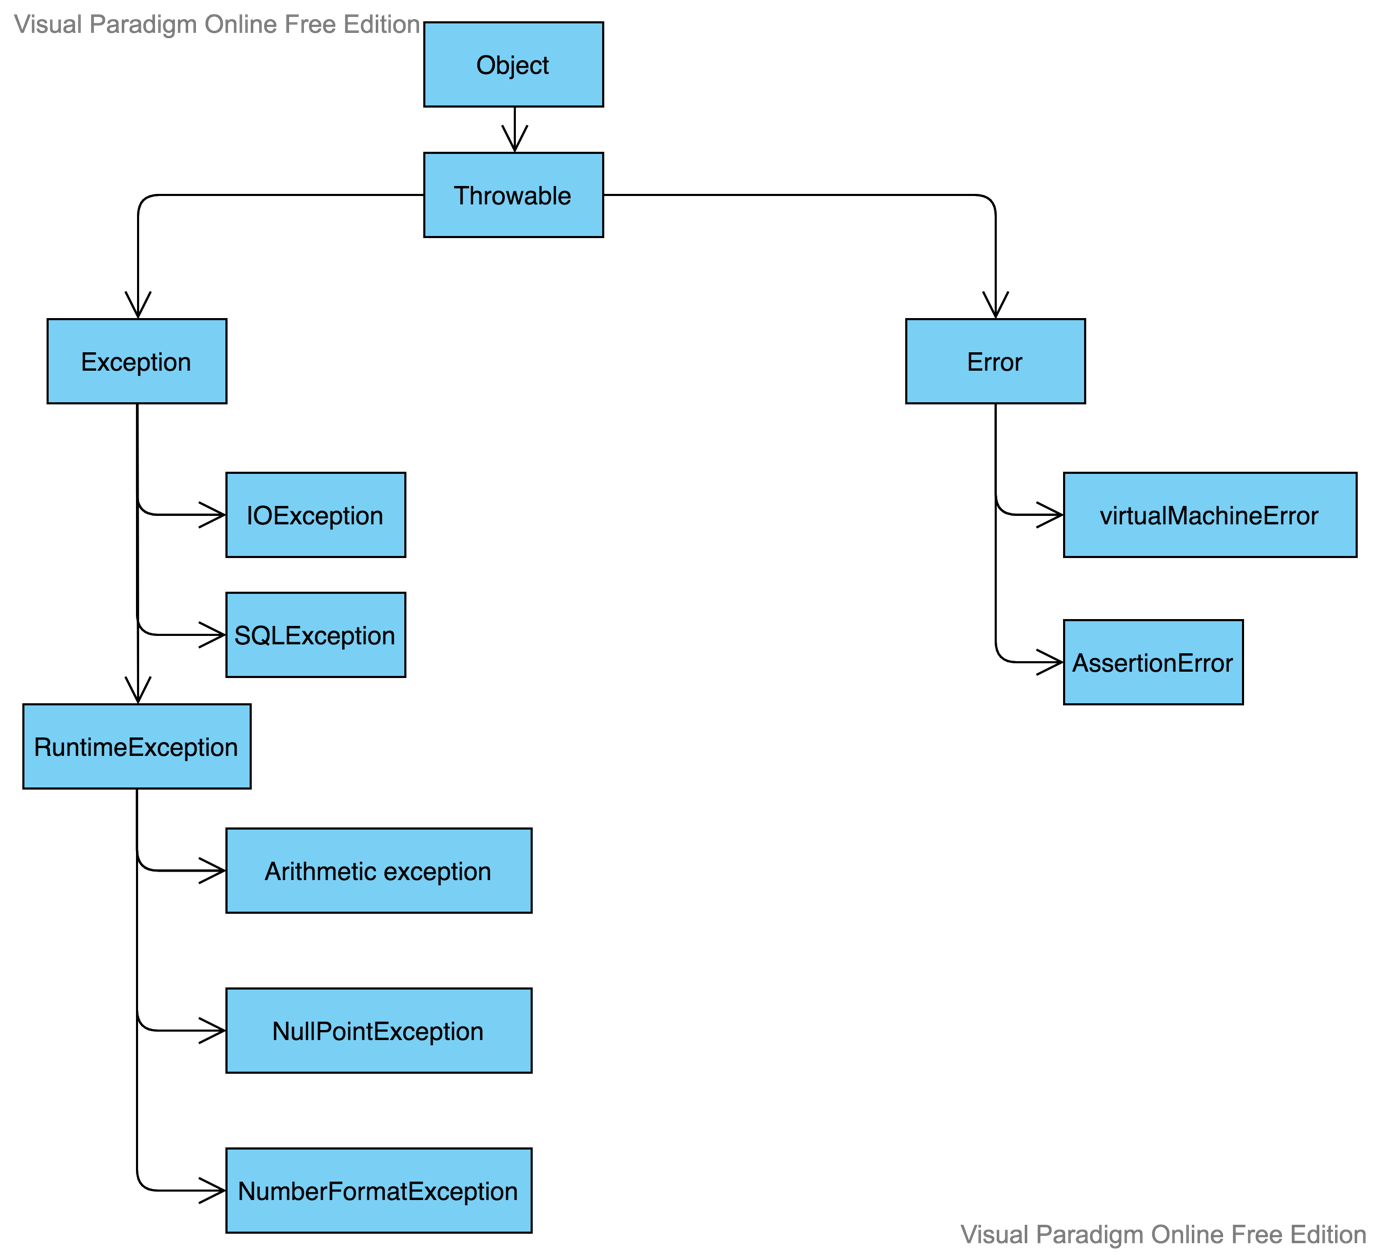 Visual Paradigm Online Free Edition
Object
Throwable
Exception
Error
IOException
virtualMachineError
SQLException
AssertionError
RuntimeException
Arithmetic exception
NullPointException
NumberFormatException
Visual Paradigm Online Free Edition